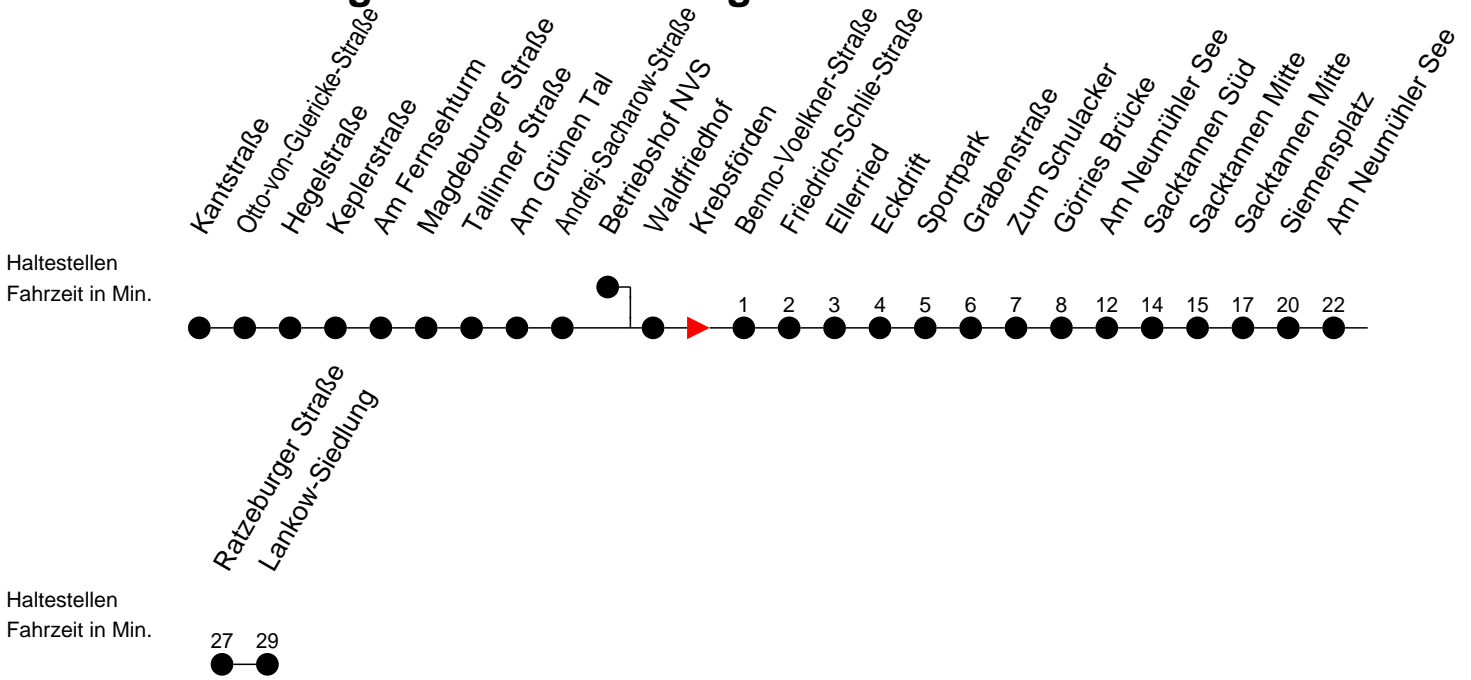 Kantstraße
Otto-von-Guericke-Straße
Hegelstraße
Keplerstraße
Am Fernsehturm
Magdeburger Straße
Tallinner Straße
Am Grünen Tal
Andrej-Sacharow-Straße
Betriebshof NVS
Waldfriedhof
Krebsförden
Benno-Voelkner-Straße
Friedrich-Schlie-Straße
Ellerried
Eckdrift
Sportpark
Grabenstraße
Zum Schulacker
Görries Brücke
Am Neumühler See
Sacktannen Süd
Sacktannen Mitte
Sacktannen Mitte
Siemensplatz
Am Neumühler See
Haltestellen
Fahrzeit in Min.
1 2 3 4 5 6 7 8 12 14 15 17 20 22
Ratzeburger Straße
Lankow-Siedlung
Haltestellen
Fahrzeit in Min.
27 29